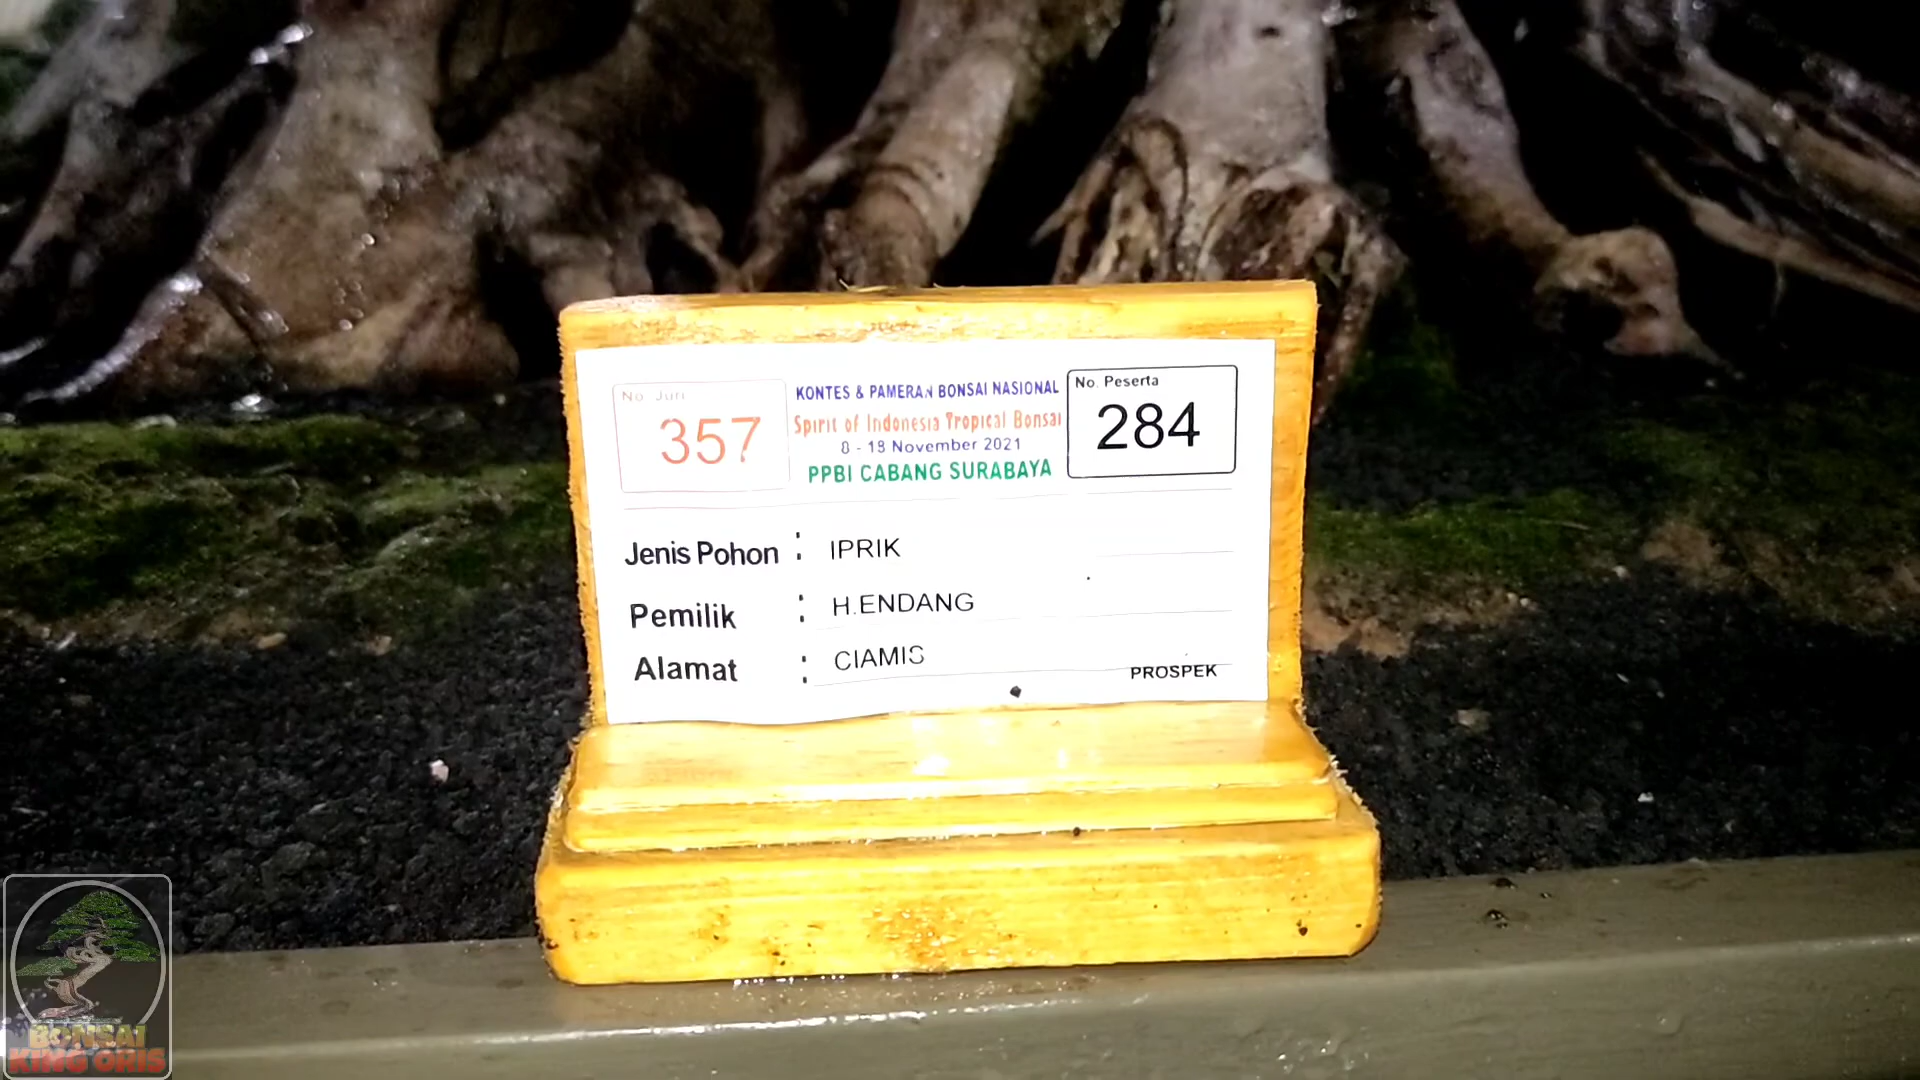 No. Juri
357
KONTES & PAMERAN BONSAI NASIONAL
Spirit of Indonesia Tropical Bonsai
8 - 18 November 2021
PPBI CABANG SURABAYA
No. Peserta
284
Jenis Pohon : IPRIK
Pemilik : H.ENDANG
Alamat : CIAMIS
PROSPEK
BONSAI
KING ORIS